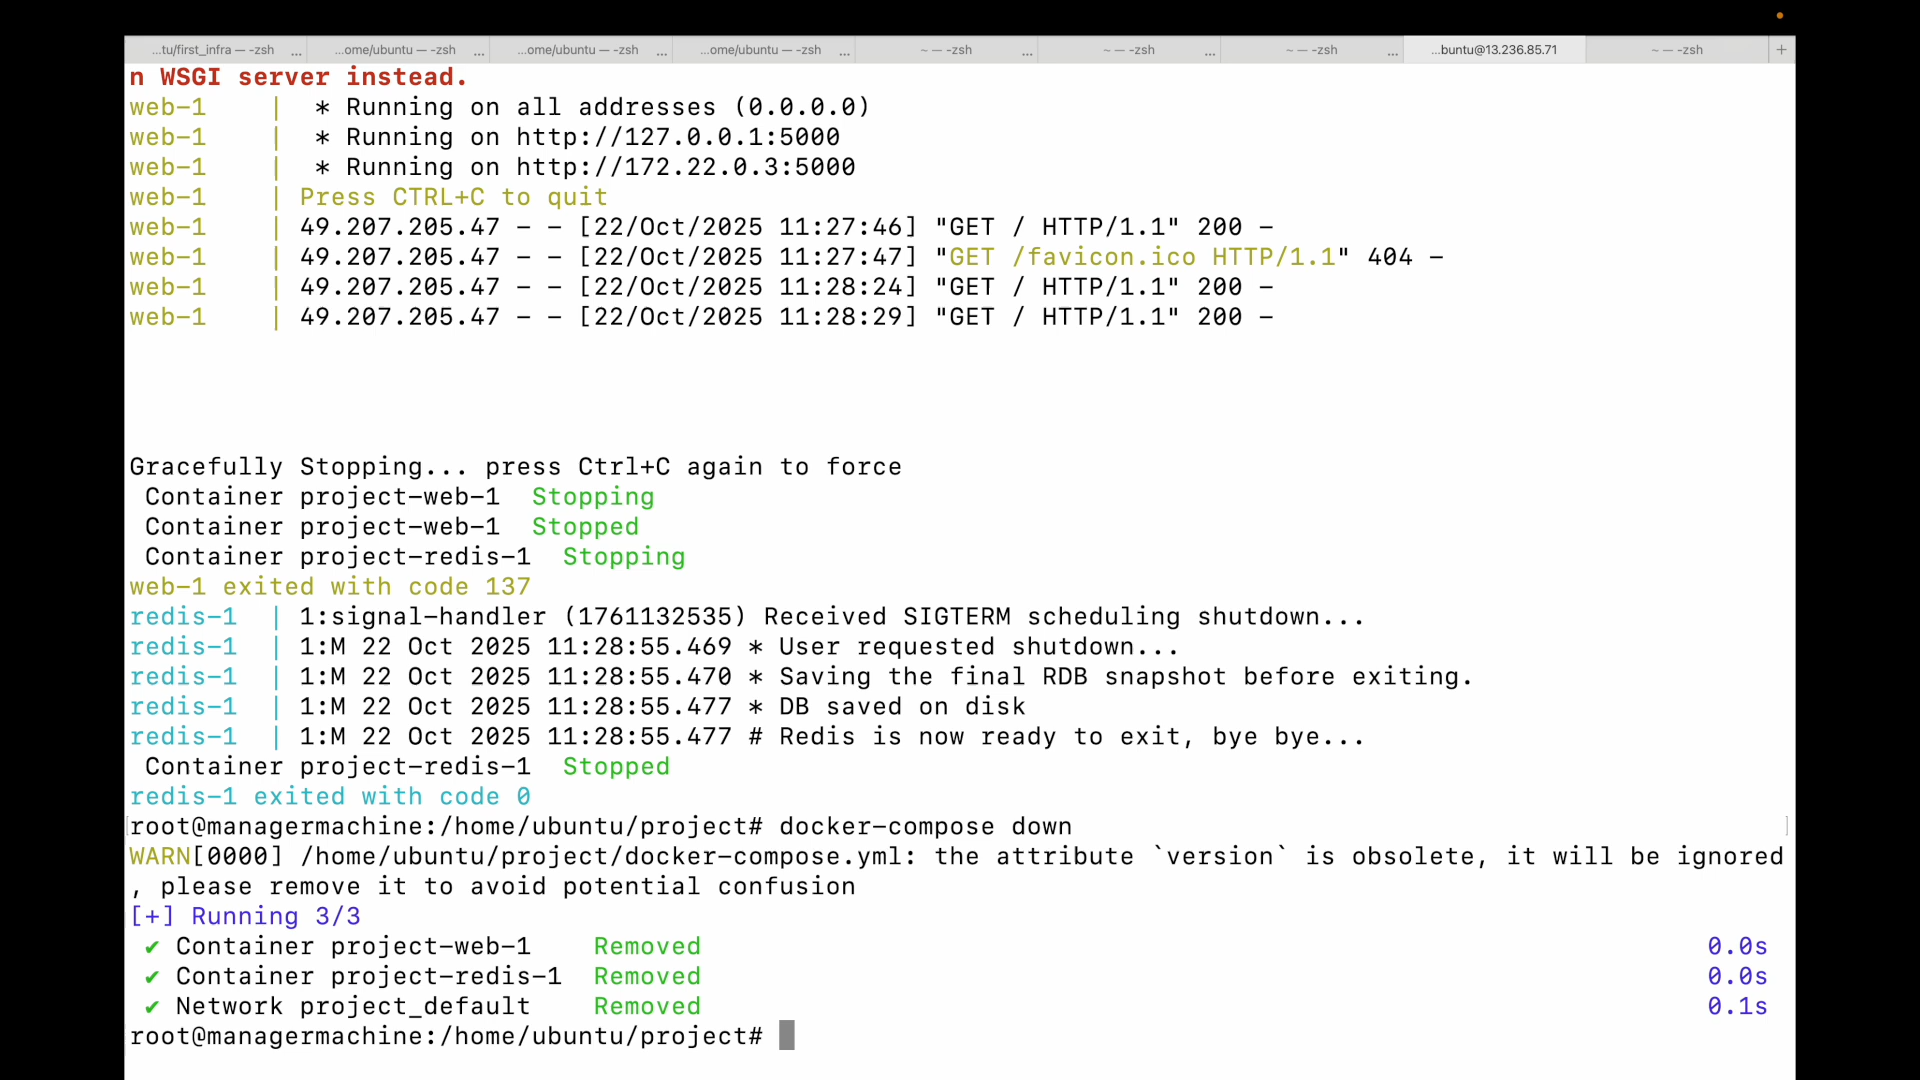 ...tu/first_infra — -zsh ... ...ome/ubuntu — -zsh ... ...ome/ubuntu — -zsh ... ...ome/ubuntu — -zsh ... ~ — -zsh ... ~ — -zsh ... ~ — -zsh ... ...buntu@13.236.85.71 ~ — -zsh +
n WSGI server instead.
web-1    |  * Running on all addresses (0.0.0.0)
web-1    |  * Running on http://127.0.0.1:5000
web-1    |  * Running on http://172.22.0.3:5000
web-1    | Press CTRL+C to quit
web-1    | 49.207.205.47 - - [22/Oct/2025 11:27:46] "GET / HTTP/1.1" 200 -
web-1    | 49.207.205.47 - - [22/Oct/2025 11:27:47] "GET /favicon.ico HTTP/1.1" 404 -
web-1    | 49.207.205.47 - - [22/Oct/2025 11:28:24] "GET / HTTP/1.1" 200 -
web-1    | 49.207.205.47 - - [22/Oct/2025 11:28:29] "GET / HTTP/1.1" 200 -
Gracefully Stopping... press Ctrl+C again to force
 Container project-web-1  Stopping
 Container project-web-1  Stopped
 Container project-redis-1  Stopping
web-1 exited with code 137
redis-1  | 1:signal-handler (1761132535) Received SIGTERM scheduling shutdown...
redis-1  | 1:M 22 Oct 2025 11:28:55.469 * User requested shutdown...
redis-1  | 1:M 22 Oct 2025 11:28:55.470 * Saving the final RDB snapshot before exiting.
redis-1  | 1:M 22 Oct 2025 11:28:55.477 * DB saved on disk
redis-1  | 1:M 22 Oct 2025 11:28:55.477 # Redis is now ready to exit, bye bye...
 Container project-redis-1  Stopped
redis-1 exited with code 0
root@managermachine:/home/ubuntu/project# docker-compose down
WARN[0000] /home/ubuntu/project/docker-compose.yml: the attribute `version` is obsolete, it will be ignored
, please remove it to avoid potential confusion
[+] Running 3/3
 ✔ Container project-web-1    Removed 0.0s
 ✔ Container project-redis-1  Removed 0.0s
 ✔ Network project_default    Removed 0.1s
root@managermachine:/home/ubuntu/project#